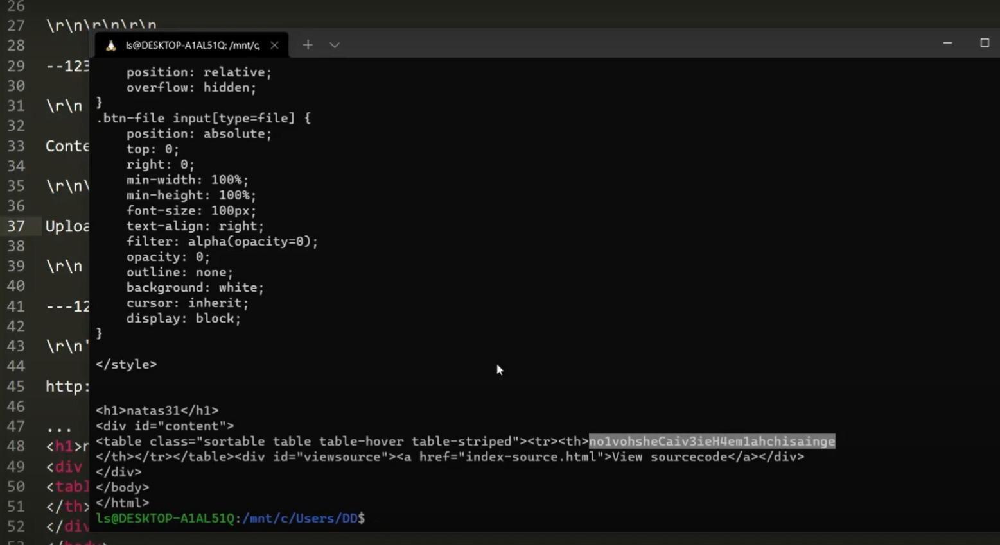 26
27 \r\n\r\n\r\n
28
29 --123
30
31 \r\n
32
33 Conte
34
35 \r\n\
36
37 Uploa
38
39 \r\n
40
41 ---12
42
43 \r\n'
44
45 http:
46
47 ...
48 <h1>n
49 <div
50 <tabl
51 </th>
52 </div
53 </body>
ls@DESKTOP-A1AL51Q: /mnt/c,
position: relative;
overflow: hidden;
}
.btn-file input[type=file] {
position: absolute;
top: 0;
right: 0;
min-width: 100%;
min-height: 100%;
font-size: 100px;
text-align: right;
filter: alpha(opacity=0);
opacity: 0;
outline: none;
background: white;
cursor: inherit;
display: block;
}
</style>
<h1>natas31</h1>
<div id="content">
<table class="sortable table table-hover table-striped"><tr><th>no1vohsheCaiv3ieH4em1ahchisainge
</th></tr></table><div id="viewsource"><a href="index-source.html">View sourcecode</a></div>
</div>
</body>
</html>
ls@DESKTOP-A1AL51Q:/mnt/c/Users/DD$